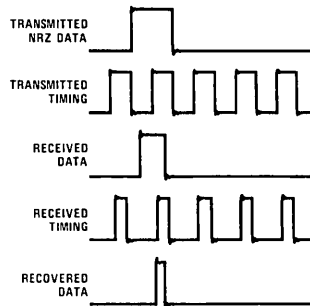 TRANSMITTED
NRZ DATA
TRANSMITTED
TIMING
RECEIVED
DATA
RECEIVED
TIMING
RECOVERED
DATA